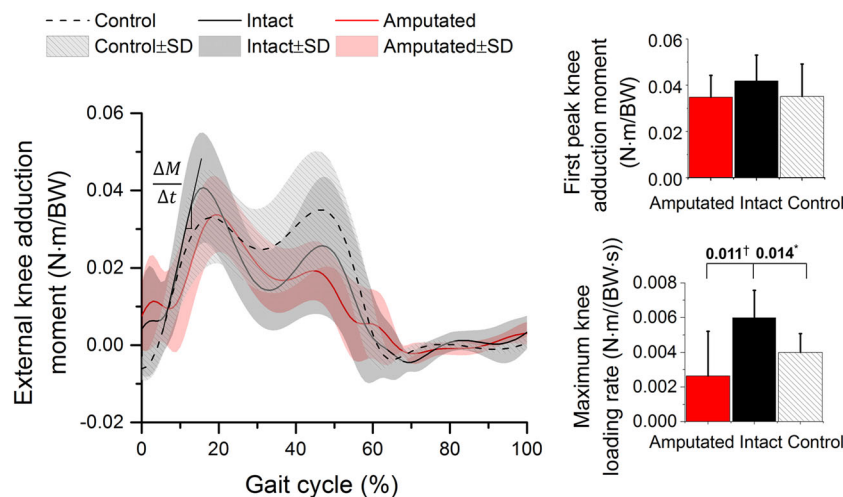 Control Intact Amputated
Control±SD Intact±SD Amputated±SD
External knee adduction
moment (N·m/BW)
0.06
0.04
0.02
0.00
-0.02
ΔM
Δt
0 20 40 60 80 100
Gait cycle (%)
First peak knee
adduction moment
(N·m/BW)
0.06
0.04
0.02
0.00
Amputated Intact Control
Maximum knee
loading rate (N·m/(BW·s))
0.011† 0.014*
0.008
0.006
0.004
0.002
0.000
Amputated Intact Control